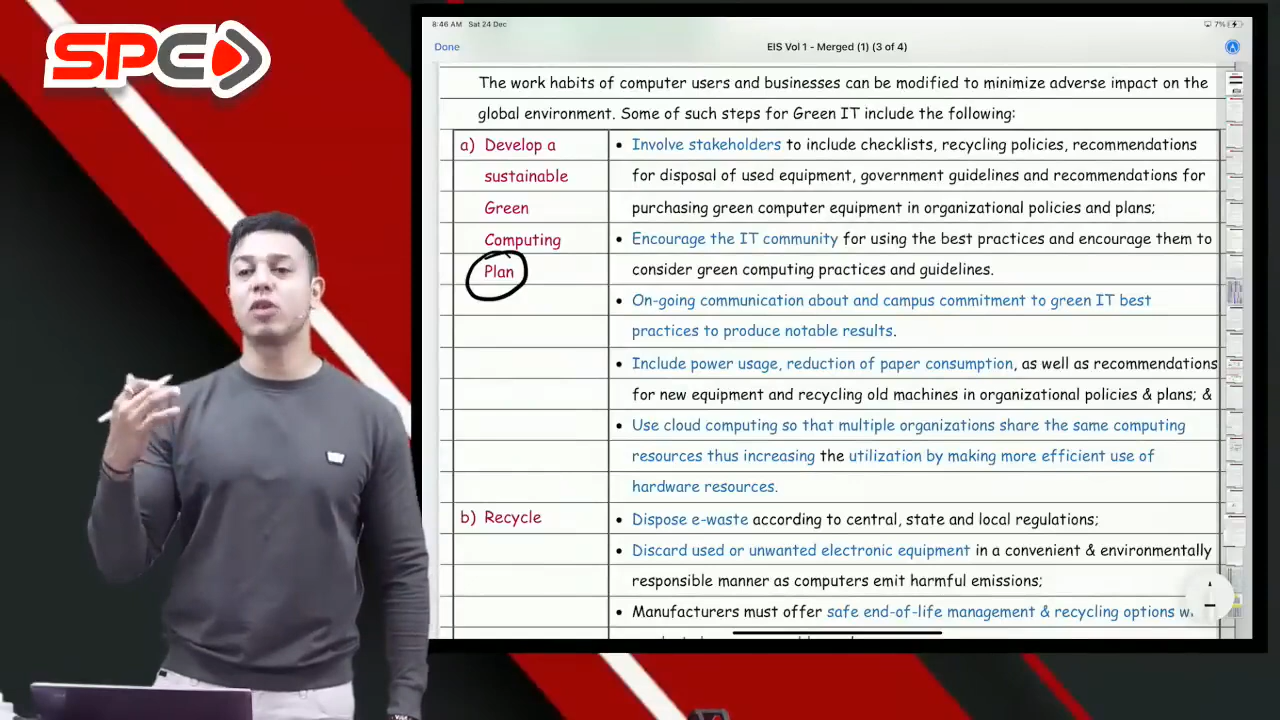 SPC
8:46 AM Sat 24 Dec
7%
Done
EIS Vol 1 - Merged (1) (3 of 4)
The work habits of computer users and businesses can be modified to minimize adverse impact on the
global environment. Some of such steps for Green IT include the following:
a) Develop a
sustainable
Green
Computing
Plan
• Involve stakeholders to include checklists, recycling policies, recommendations
for disposal of used equipment, government guidelines and recommendations for
purchasing green computer equipment in organizational policies and plans;
• Encourage the IT community for using the best practices and encourage them to
consider green computing practices and guidelines.
• On-going communication about and campus commitment to green IT best
practices to produce notable results.
• Include power usage, reduction of paper consumption, as well as recommendations
for new equipment and recycling old machines in organizational policies & plans; &
• Use cloud computing so that multiple organizations share the same computing
resources thus increasing the utilization by making more efficient use of
hardware resources.
b) Recycle
• Dispose e-waste according to central, state and local regulations;
• Discard used or unwanted electronic equipment in a convenient & environmentally
responsible manner as computers emit harmful emissions;
• Manufacturers must offer safe end-of-life management & recycling options w